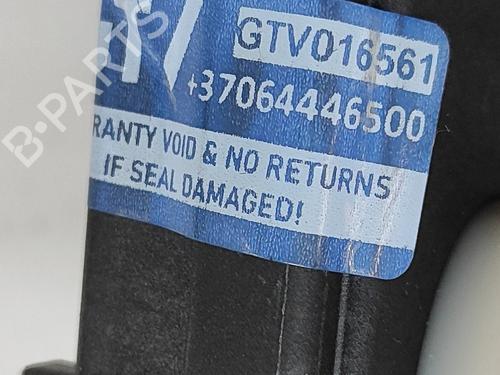 GTV016561
+37064446500
RANTY VOID & NO RETURNS
IF SEAL DAMAGED!
B-PARTS